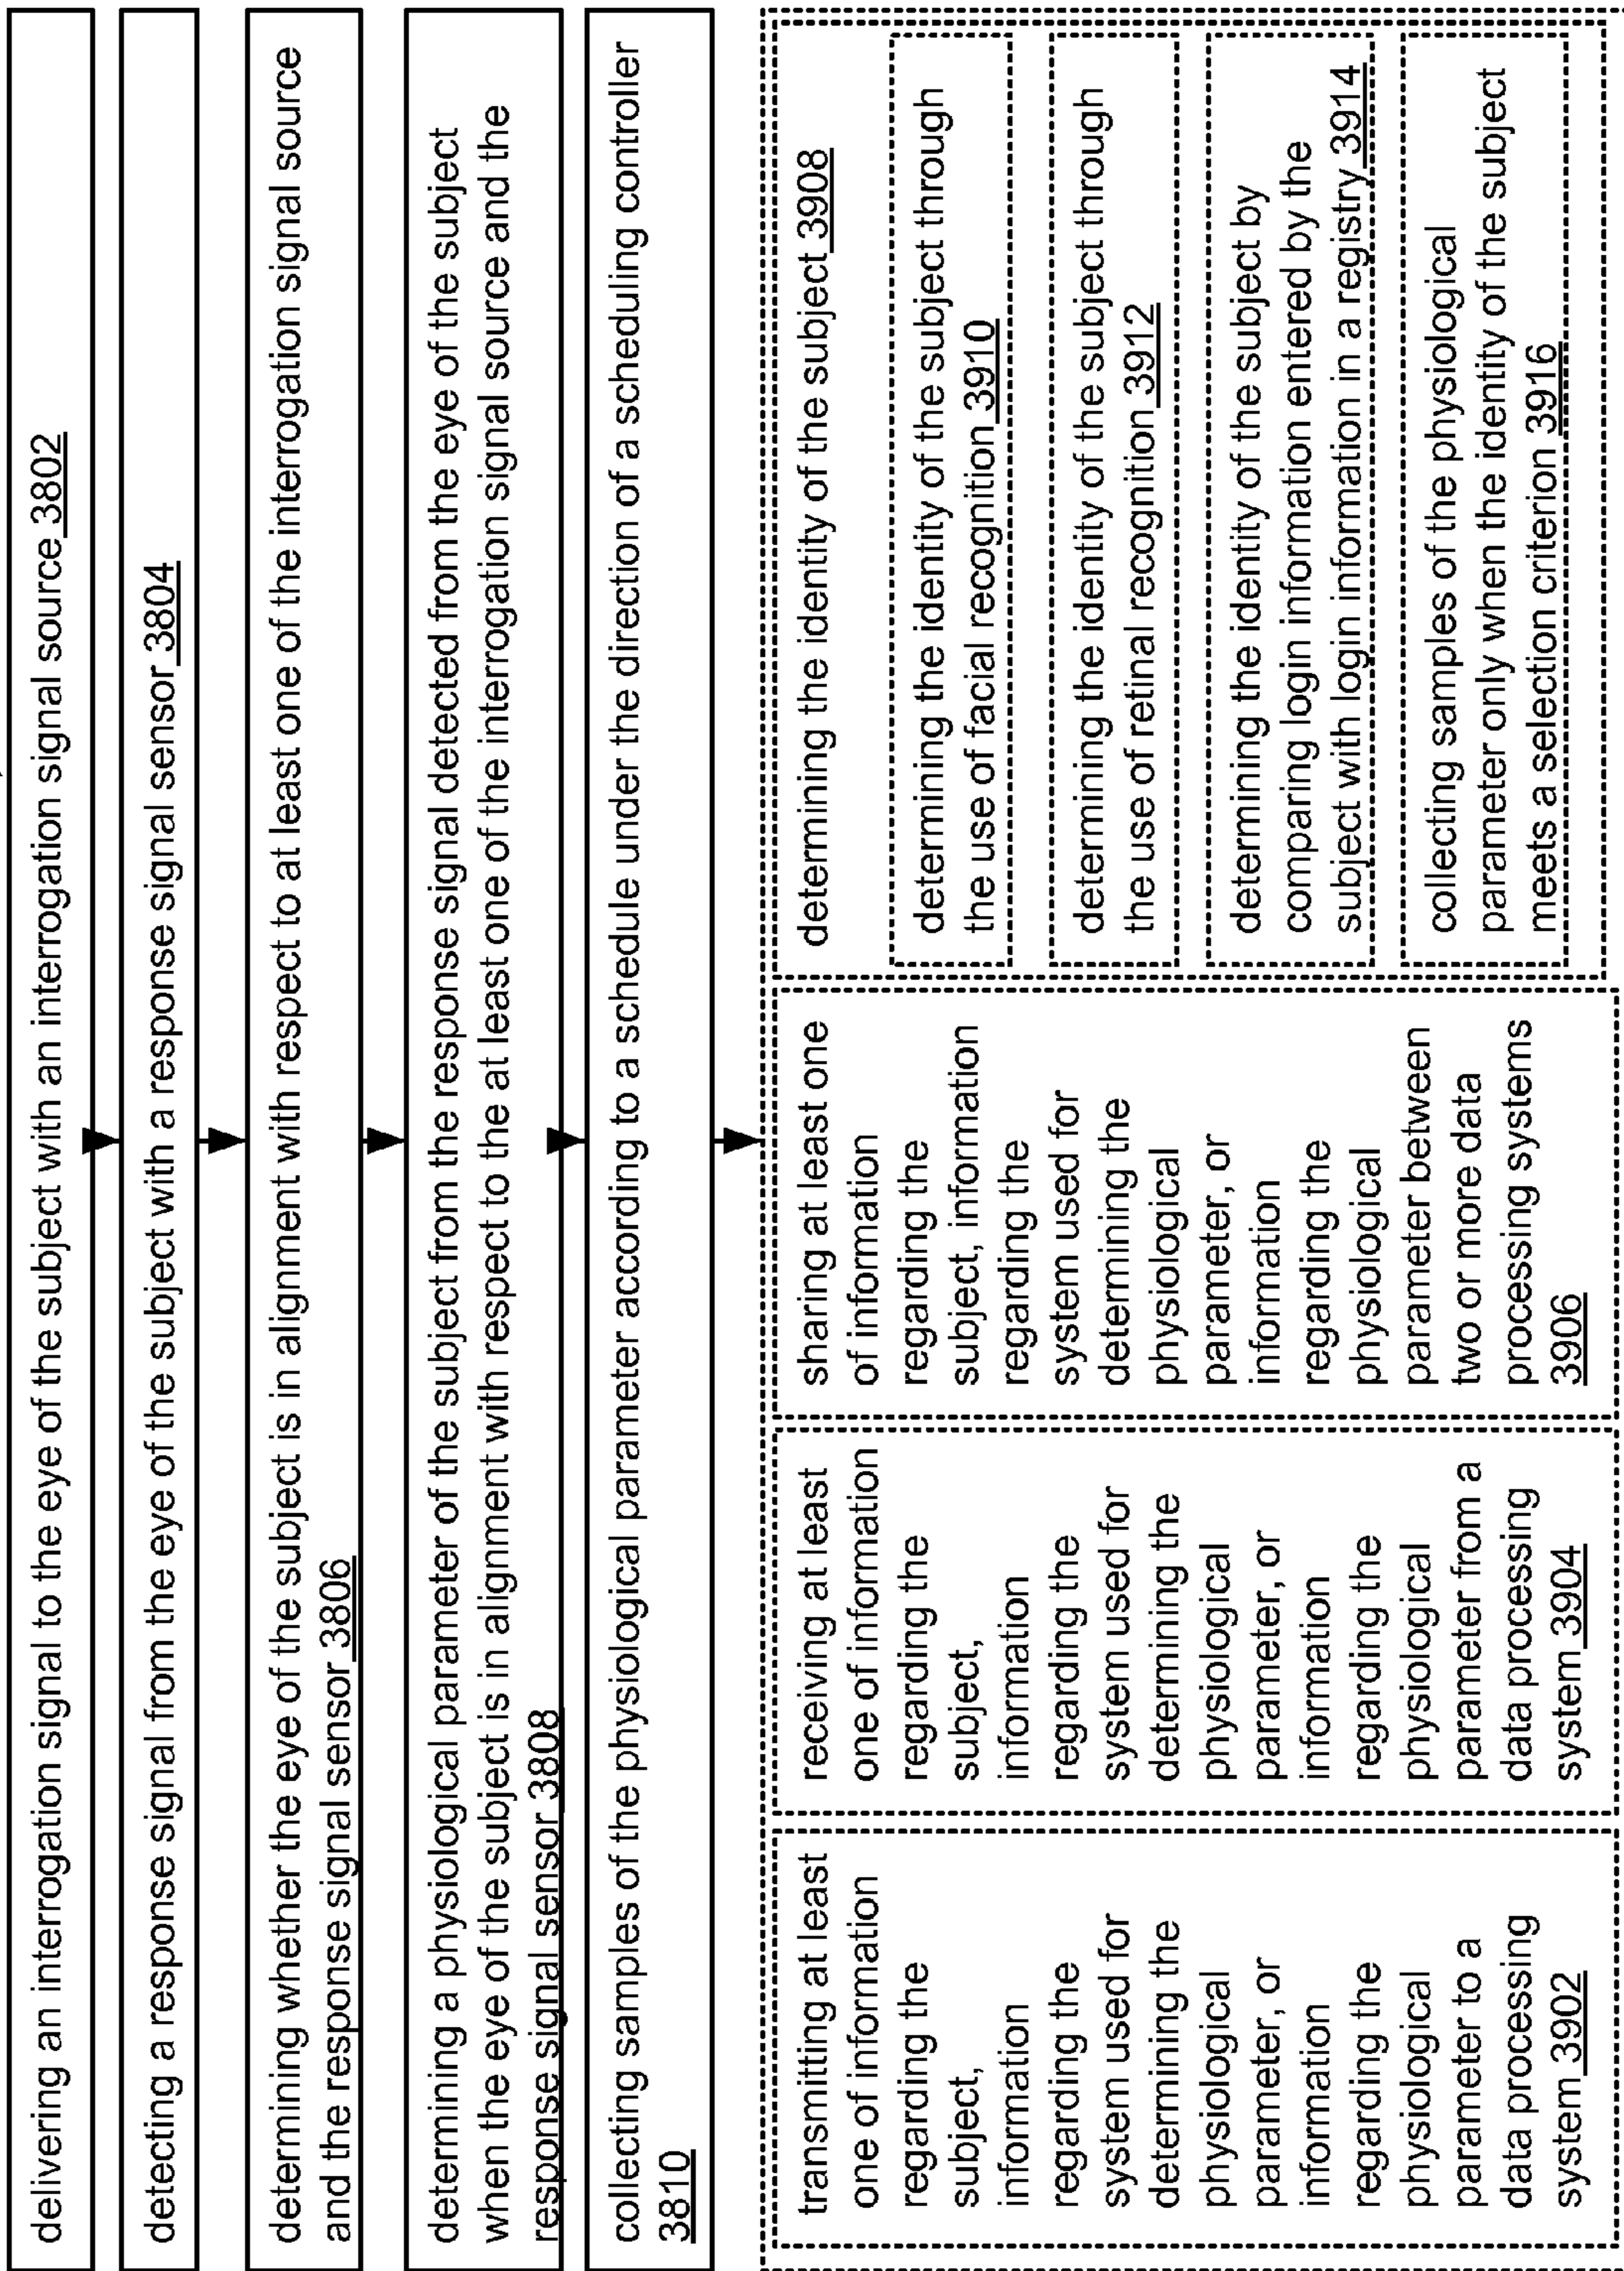 delivering an interrogation signal to the eye of the subject with an interrogation signal source 3802
detecting a response signal from the eye of the subject with a response signal sensor 3804
determining whether the eye of the subject is in alignment with respect to at least one of the interrogation signal source
and the response signal sensor 3806
determining a physiological parameter of the subject from the response signal detected from the eye of the subject
when the eye of the subject is in alignment with respect to the at least one of the interrogation signal source and the
response signal sensor 3808
collecting samples of the physiological parameter according to a schedule under the direction of a scheduling controller
3810
transmitting at least
one of information
regarding the
subject,
information
regarding the
system used for
determining the
physiological
parameter, or
information
regarding the
physiological
parameter to a
data processing
system 3902
receiving at least
one of information
regarding the
subject,
information
regarding the
system used for
determining the
physiological
parameter, or
information
regarding the
physiological
parameter from a
data processing
system 3904
sharing at least one
of information
regarding the
subject, information
regarding the
system used for
determining the
physiological
parameter, or
information
regarding the
physiological
parameter between
two or more data
processing systems
3906
determining the identity of the subject 3908
determining the identity of the subject through
the use of facial recognition 3910
determining the identity of the subject through
the use of retinal recognition 3912
determining the identity of the subject by
comparing login information entered by the
subject with login information in a registry 3914
collecting samples of the physiological
parameter only when the identity of the subject
meets a selection criterion 3916